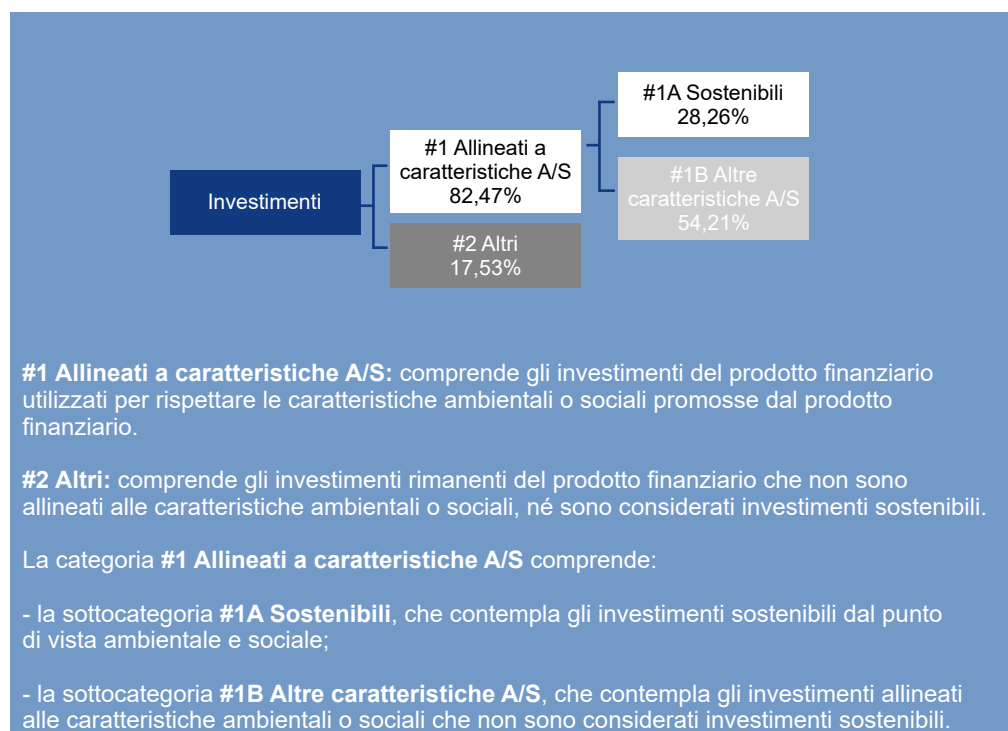 #1A Sostenibili
28,26%
#1 Allineati a
caratteristiche A/S
82,47%
#1B Altre
caratteristiche A/S
54,21%
Investimenti
#2 Altri
17,53%
#1 Allineati a caratteristiche A/S: comprende gli investimenti del prodotto finanziario
utilizzati per rispettare le caratteristiche ambientali o sociali promosse dal prodotto
finanziario.
#2 Altri: comprende gli investimenti rimanenti del prodotto finanziario che non sono
allineati alle caratteristiche ambientali o sociali, né sono considerati investimenti sostenibili.
La categoria #1 Allineati a caratteristiche A/S comprende:
- la sottocategoria #1A Sostenibili, che contempla gli investimenti sostenibili dal punto
di vista ambientale e sociale;
- la sottocategoria #1B Altre caratteristiche A/S, che contempla gli investimenti allineati
alle caratteristiche ambientali o sociali che non sono considerati investimenti sostenibili.